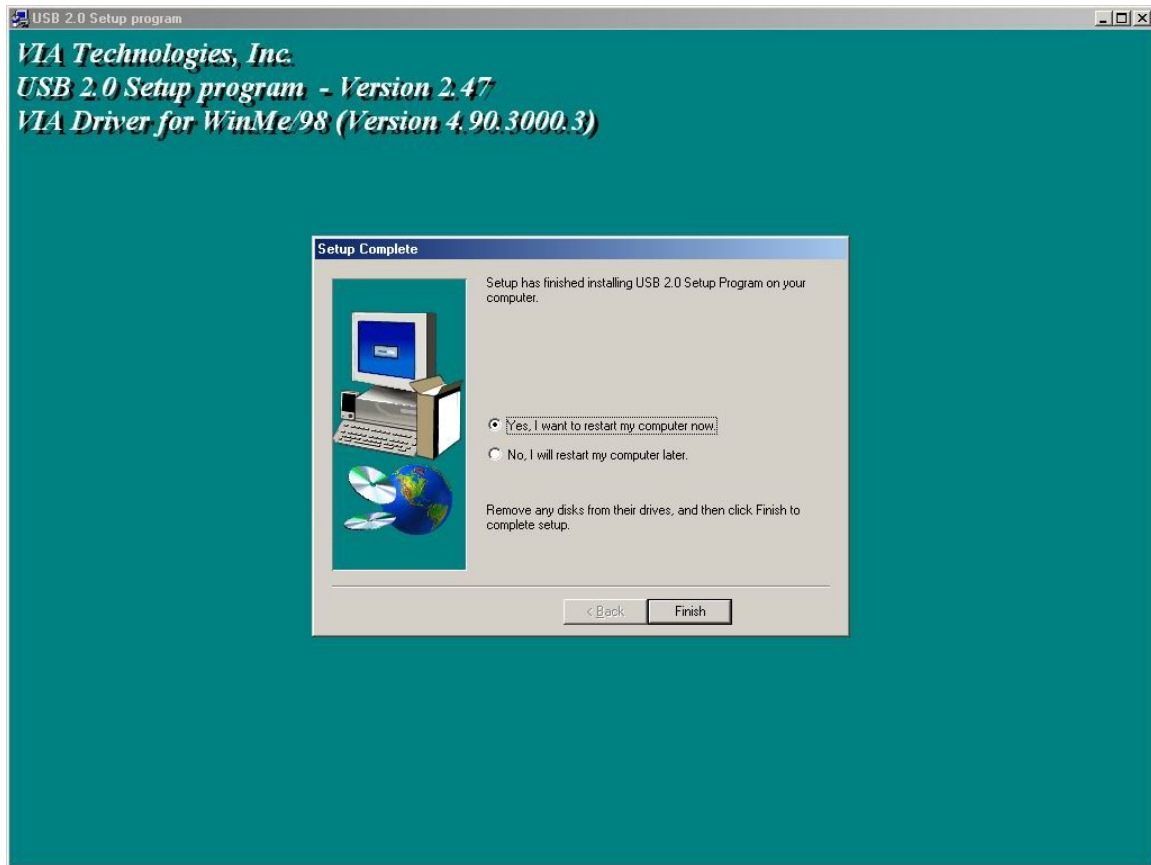 USB 2.0 Setup program
VIA Technologies, Inc.
USB 2.0 Setup program - Version 2.47
VIA Driver for WinMe/98 (Version 4.90.3000.3)
Setup Complete
Setup has finished installing USB 2.0 Setup Program on your
computer.
Yes, I want to restart my computer now.
No, I will restart my computer later.
Remove any disks from their drives, and then click Finish to
complete setup.
< Back
Finish